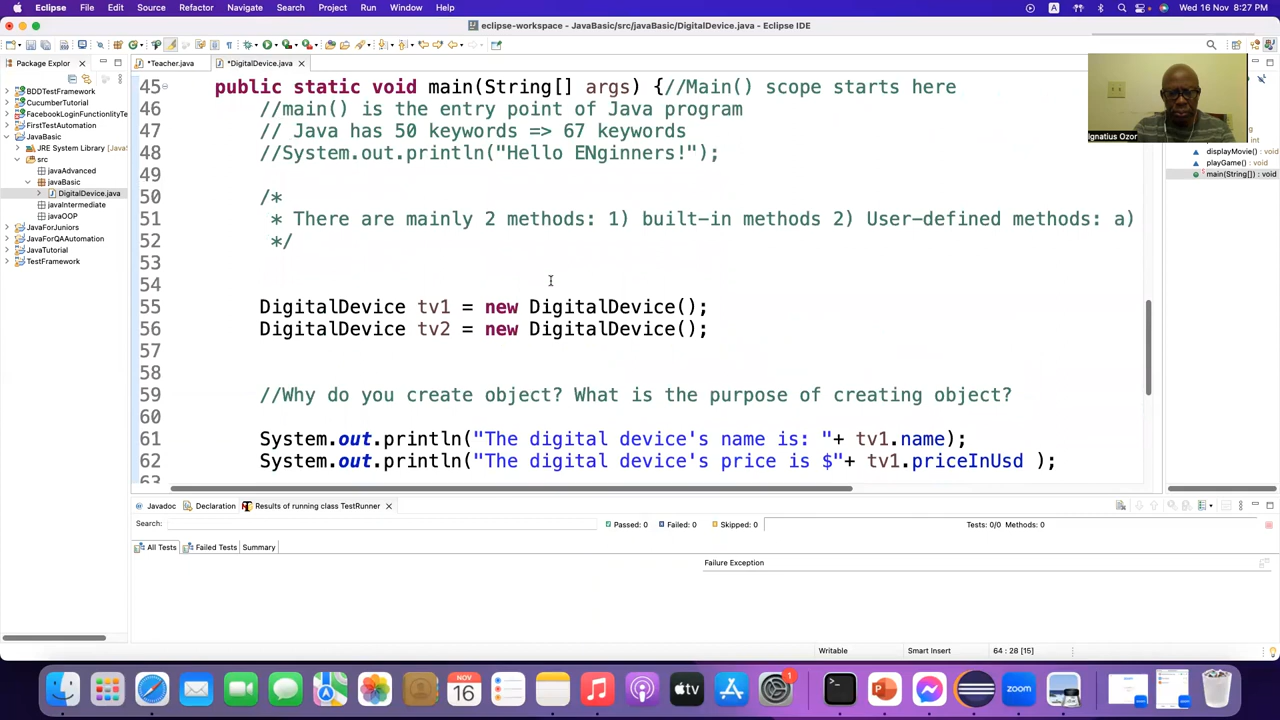 Eclipse File Edit Source Refactor Navigate Search Project Run Window Help
A
Wed 16 Nov 8:27 PM
eclipse-workspace - JavaBasic/src/javaBasic/DigitalDevice.java - Eclipse IDE
Package Explor
*Teacher.java
*DigitalDevice.java
BDDTestFramework
CucumberTutorial
FacebookLoginFunctionlityTe
FirstTestAutomation
JavaBasic
JRE System Library [Java
src
javaAdvanced
javaBasic
DigitalDevice.java
javaIntermediate
javaOOP
JavaForJuniors
JavaForQAAutomation
JavaTutorial
TestFramework
45 public static void main(String[] args) {//Main() scope starts here
46 //main() is the entry point of Java program
47 // Java has 50 keywords => 67 keywords
48 //System.out.println("Hello ENginners!");
49
50 /*
51 * There are mainly 2 methods: 1) built-in methods 2) User-defined methods: a)
52 */
53
54
55 DigitalDevice tv1 = new DigitalDevice();
56 DigitalDevice tv2 = new DigitalDevice();
57
58
59 //Why do you create object? What is the purpose of creating object?
60
61 System.out.println("The digital device's name is: "+ tv1.name);
62 System.out.println("The digital device's price is $"+ tv1.priceInUsd );
Ignatius Ozor
displayMovie() : void
playGame() : void
main(String[]) : void
Javadoc
Declaration
Results of running class TestRunner
Search:
Passed: 0
Failed: 0
Skipped: 0
Tests: 0/0 Methods: 0
All Tests
Failed Tests
Summary
Failure Exception
Writable
Smart Insert
64 : 28 [15]
NOV
16
tv
1
zoom